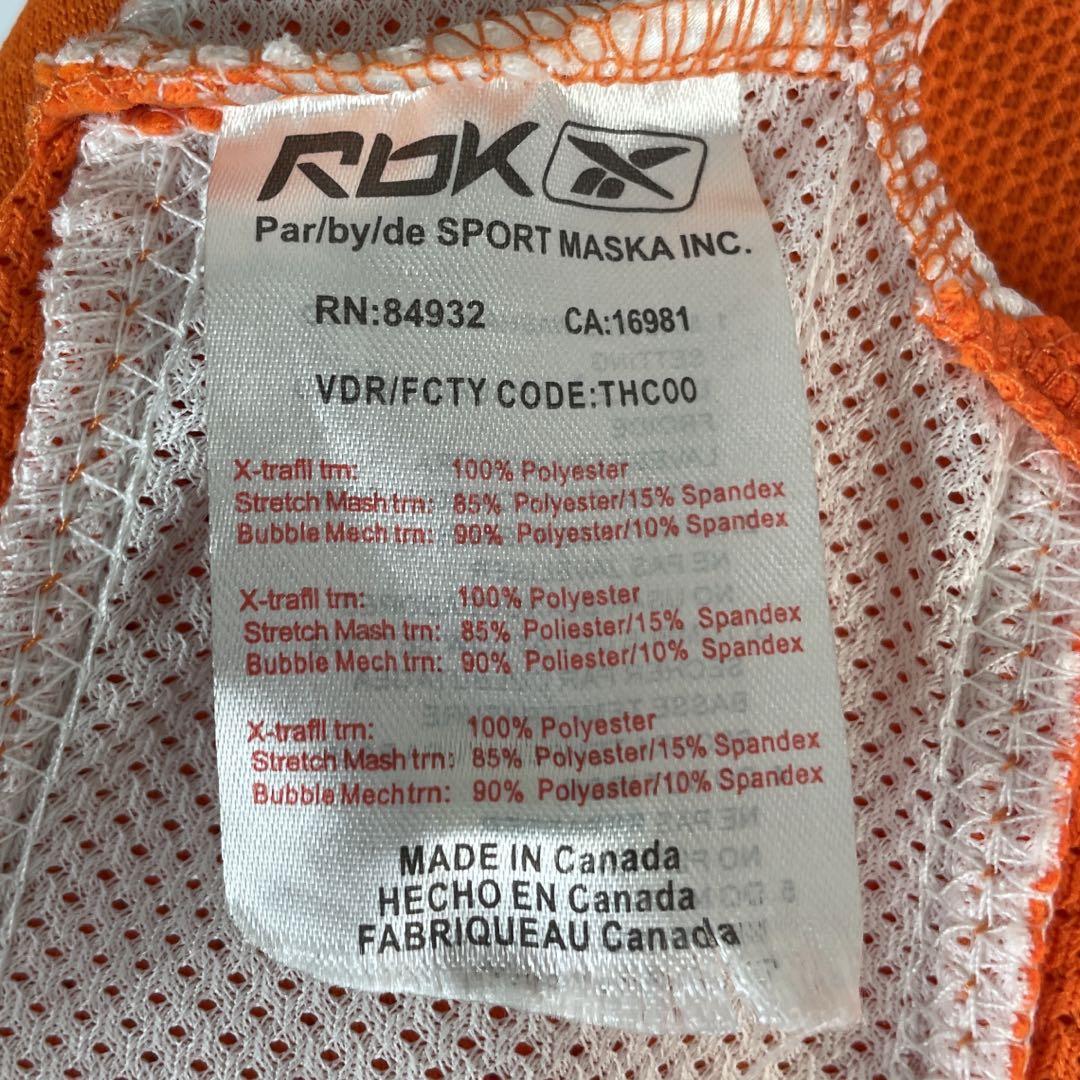 RBK
Par/by/de SPORT MASKA INC.
RN:84932 CA:16981
VDR/FCTY CODE:THC00
X-trafll trn: 100% Polyester
Stretch Mash trn: 85% Polyester/15% Spandex
Bubble Mech trn: 90% Polyester/10% Spandex
X-trafll trn: 100% Polyester
Stretch Mash trn: 85% Poliester/15% Spandex
Bubble Mech trn: 90% Poliester/10% Spandex
X-trafll trn: 100% Polyester
Stretch Mash trn: 85% Polyester/15% Spandex
Bubble Mech trn: 90% Polyester/10% Spandex
MADE IN Canada
HECHO EN Canada
FABRIQUEAU Canada